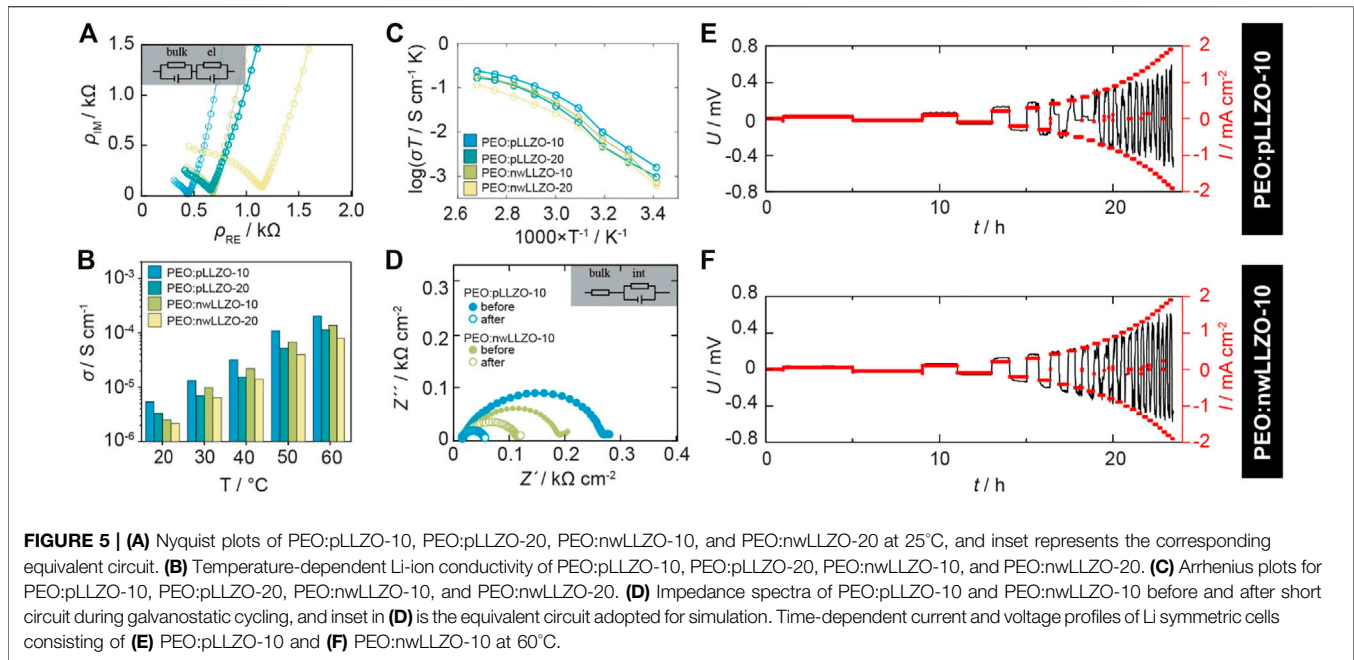 A
bulk
el
1.5
1.0
0.5
0
ρIM / kΩ
0
0.5
1.0
1.5
2.0
ρRE / kΩ
B
PEO:pLLZO-10
PEO:pLLZO-20
PEO:nwLLZO-10
PEO:nwLLZO-20
10-3
10-4
10-5
10-6
σ / S cm-1
20 30 40 50 60
T / °C
C
0
-1
-2
-3
log(σT / S cm-1 K)
PEO:pLLZO-10
PEO:pLLZO-20
PEO:nwLLZO-10
PEO:nwLLZO-20
2.6 2.8 3.0 3.2 3.4
1000×T-1 / K-1
D
bulk
int
PEO:pLLZO-10
before
after
PEO:nwLLZO-10
before
after
0.3
0.2
0.1
0
Z´´ / kΩ cm-2
0 0.1 0.2 0.3 0.4
Z´ / kΩ cm-2
E
0.8
0.4
0
-0.4
-0.8
U / mV
2
1
0
-1
-2
I / mA cm-2
0 10 20
t / h
PEO:pLLZO-10
F
0.8
0.4
0
-0.4
-0.8
U / mV
2
1
0
-1
-2
I / mA cm-2
0 10 20
t / h
PEO:nwLLZO-10
FIGURE 5 | (A) Nyquist plots of PEO:pLLZO-10, PEO:pLLZO-20, PEO:nwLLZO-10, and PEO:nwLLZO-20 at 25°C, and inset represents the corresponding
equivalent circuit. (B) Temperature-dependent Li-ion conductivity of PEO:pLLZO-10, PEO:pLLZO-20, PEO:nwLLZO-10, and PEO:nwLLZO-20. (C) Arrhenius plots for
PEO:pLLZO-10, PEO:pLLZO-20, PEO:nwLLZO-10, and PEO:nwLLZO-20. (D) Impedance spectra of PEO:pLLZO-10 and PEO:nwLLZO-10 before and after short
circuit during galvanostatic cycling, and inset in (D) is the equivalent circuit adopted for simulation. Time-dependent current and voltage profiles of Li symmetric cells
consisting of (E) PEO:pLLZO-10 and (F) PEO:nwLLZO-10 at 60°C.